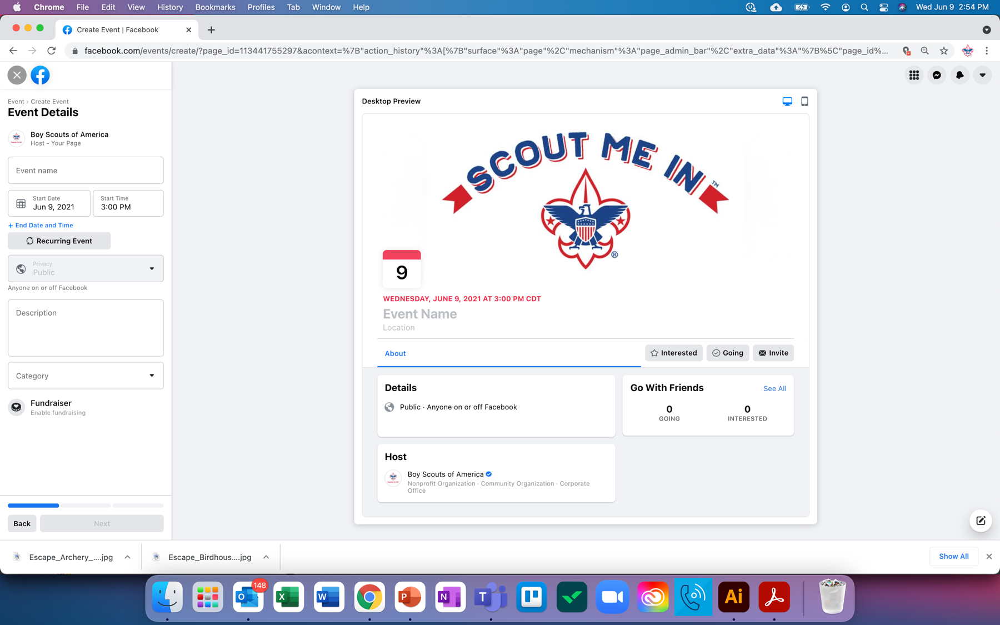 Chrome File Edit View History Bookmarks Profiles Tab Window Help Wed Jun 9 2:54 PM
Create Event | Facebook
facebook.com/events/create/?page_id=113441755297&acontext=%7B"action_history"%3A[%7B"surface"%3A"page"%2C"mechanism"%3A"page_admin_bar"%2C"extra_data"%3A"%7B%5C"page_id%...
Event › Create Event
Event Details
Boy Scouts of America
Host - Your Page
Event name
Start Date
Jun 9, 2021
Start Time
3:00 PM
+ End Date and Time
Recurring Event
Privacy
Public
Anyone on or off Facebook
Description
Category
Fundraiser
Enable fundraising
Back Next
Desktop Preview
SCOUT ME IN™
®
9
WEDNESDAY, JUNE 9, 2021 AT 3:00 PM CDT
Event Name
Location
About Interested Going Invite
Details
Public · Anyone on or off Facebook
Go With Friends See All
0 0
GOING INTERESTED
Host
Boy Scouts of America
Nonprofit Organization · Community Organization · Corporate
Office
Escape_Archery_....jpg Escape_Birdhous....jpg Show All
148
O X W P N T Ai